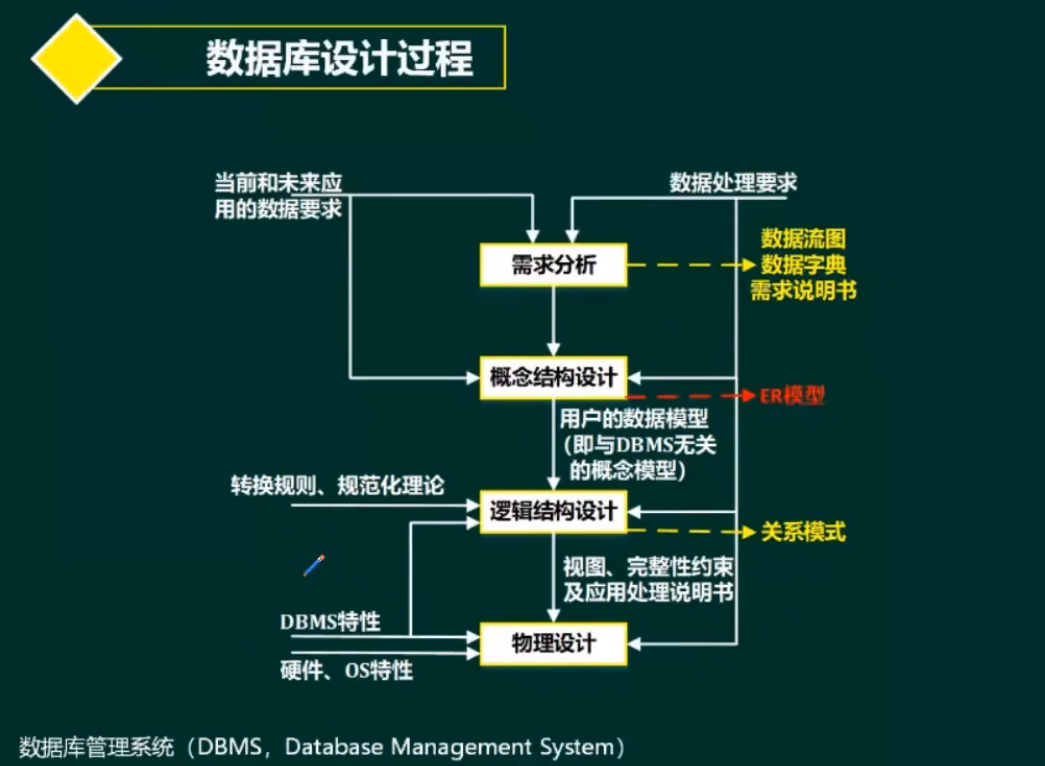 数据库设计过程
当前和未来应
用的数据要求
数据处理要求
需求分析
数据流图
数据字典
需求说明书
概念结构设计
ER模型
用户的数据模型
（即与DBMS无关
的概念模型）
转换规则、规范化理论
逻辑结构设计
关系模式
视图、完整性约束
及应用处理说明书
DBMS特性
物理设计
硬件、OS特性
数据库管理系统（DBMS，Database Management System）